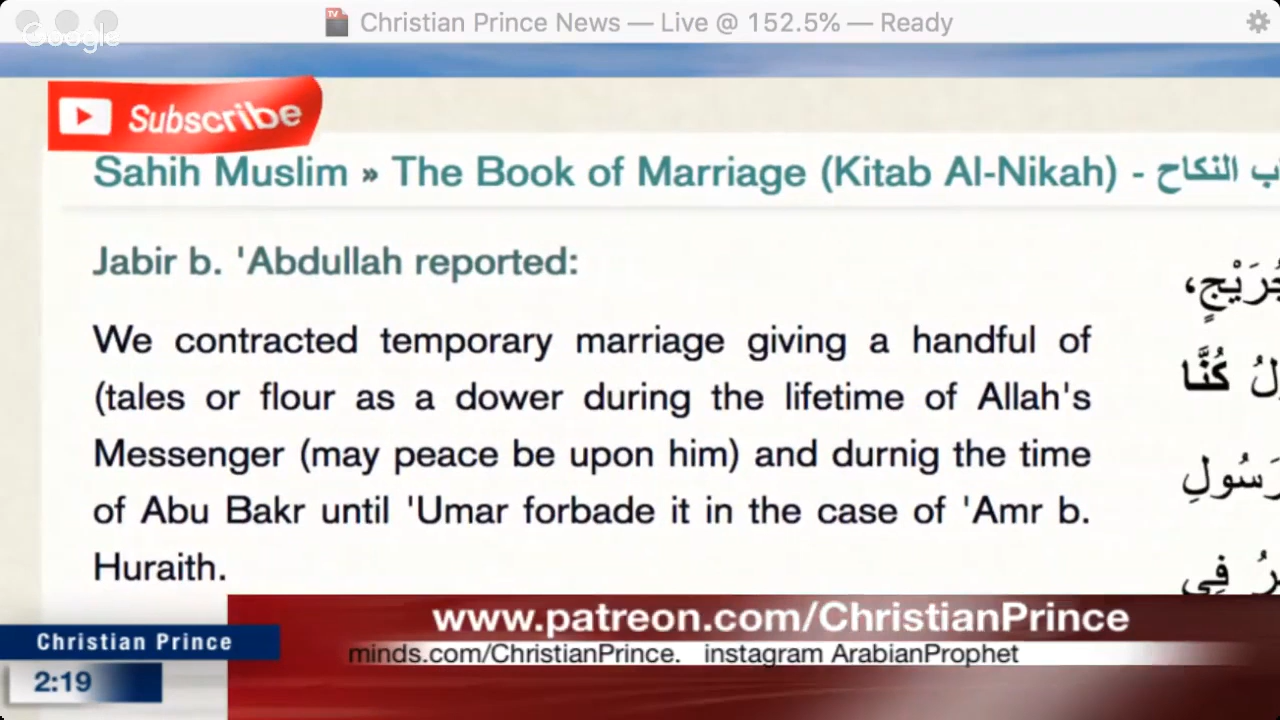 Christian Prince News — Live @ 152.5% — Ready
Google
Subscribe
Sahih Muslim » The Book of Marriage (Kitab Al-Nikah) - ب النكاح
Jabir b. 'Abdullah reported:
جُرَيْجٍ،
We contracted temporary marriage giving a handful of
(tales or flour as a dower during the lifetime of Allah's
كُنَّا
Messenger (may peace be upon him) and durnig the time
رَسُولِ
of Abu Bakr until 'Umar forbade it in the case of 'Amr b.
Huraith.
فِي
www.patreon.com/ChristianPrince
Christian Prince
minds.com/ChristianPrince. instagram ArabianProphet
2:19